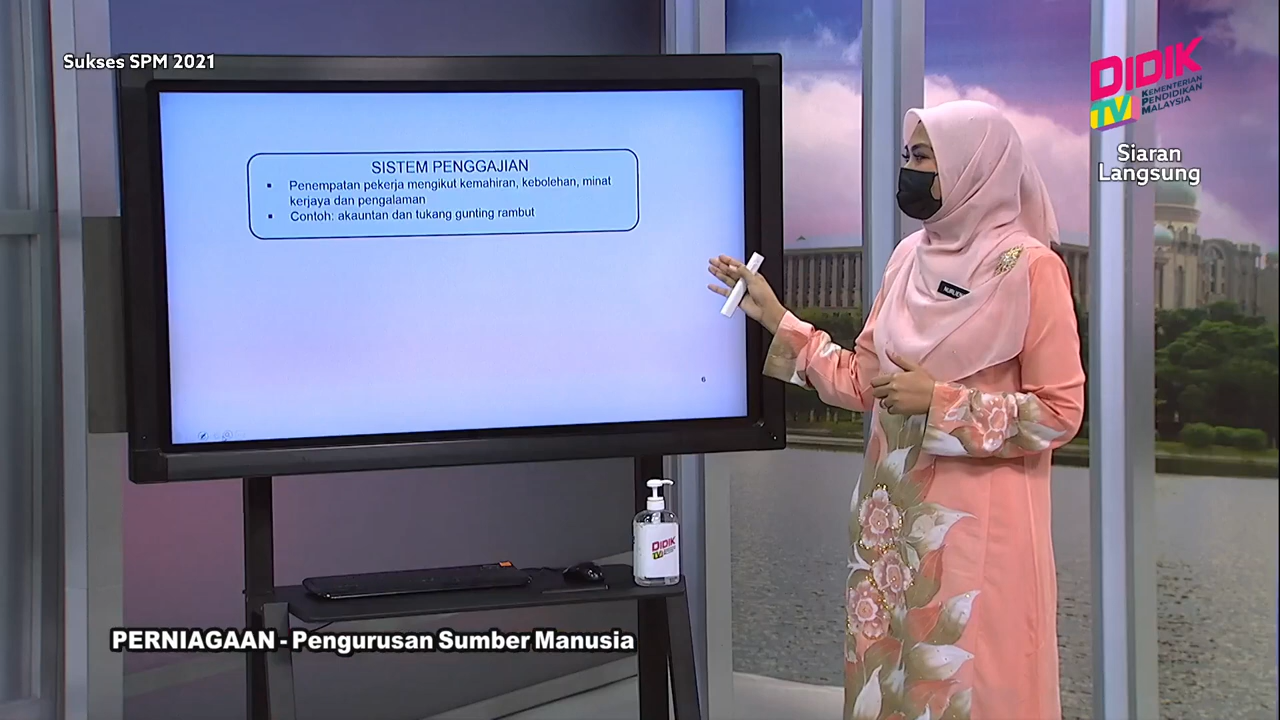 Sukses SPM 2021
DIDIK
TV
KEMENTERIAN
PENDIDIKAN
MALAYSIA
Siaran
Langsung
SISTEM PENGGAJIAN
▪ Penempatan pekerja mengikut kemahiran, kebolehan, minat
kerjaya dan pengalaman
▪ Contoh: akauntan dan tukang gunting rambut
6
DIDIK
TV
PERNIAGAAN - Pengurusan Sumber Manusia